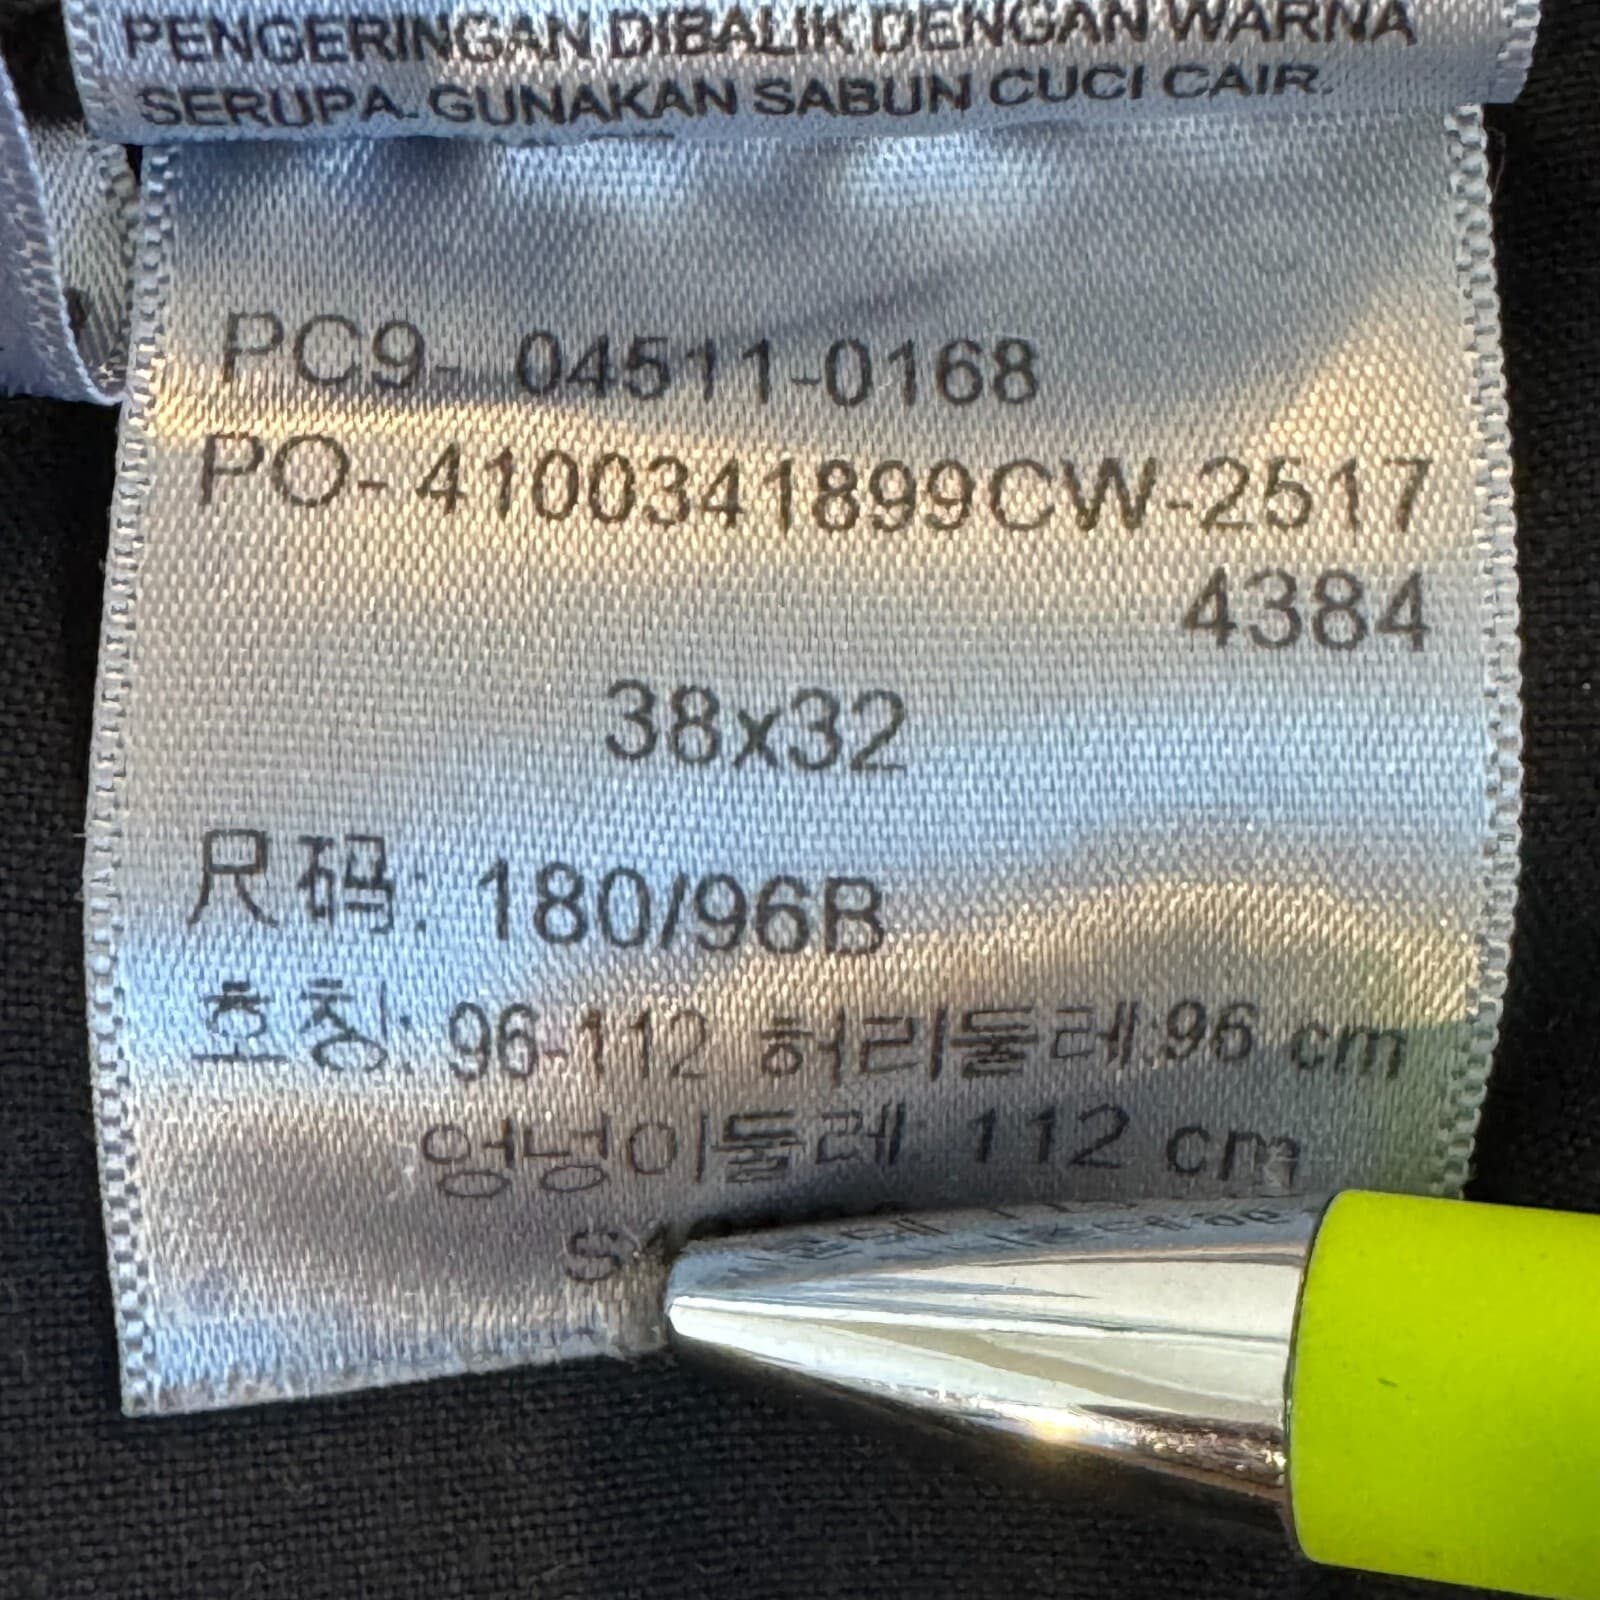 PENGERINGAN DIBALIK DENGAN WARNA
SERUPA. GUNAKAN SABUN CUCI CAIR.
PC9- 04511-0168
PO-4100341899CW-2517
4384
38x32
尺码: 180/96B
호칭: 96-112 허리둘레:96 cm
엉덩이둘레: 112 cm